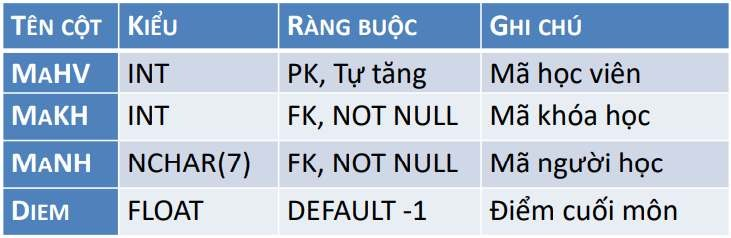 TÊN CỘT KIỂU RÀNG BUỘC GHI CHÚ
MAHV INT PK, Tự tăng Mã học viên
MAKH INT FK, NOT NULL Mã khóa học
MANH NCHAR(7) FK, NOT NULL Mã người học
DIEM FLOAT DEFAULT -1 Điểm cuối môn